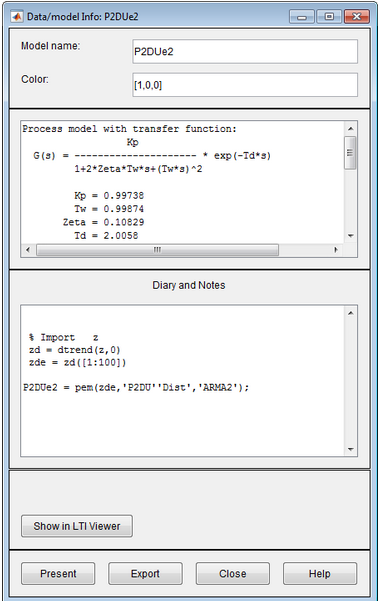 Data/model Info: P2DUe2
Model name:
P2DUe2
Color:
[1,0,0]
Process model with transfer function:
Kp
G(s) = --------------------- * exp(-Td*s)
1+2*Zeta*Tw*s+(Tw*s)^2
Kp = 0.99738
Tw = 0.99874
Zeta = 0.10829
Td = 2.0058
Diary and Notes
% Import   z
zd = dtrend(z,0)
zde = zd([1:100])
P2DUe2 = pem(zde,'P2DU''Dist','ARMA2');
Show in LTI Viewer
Present
Export
Close
Help